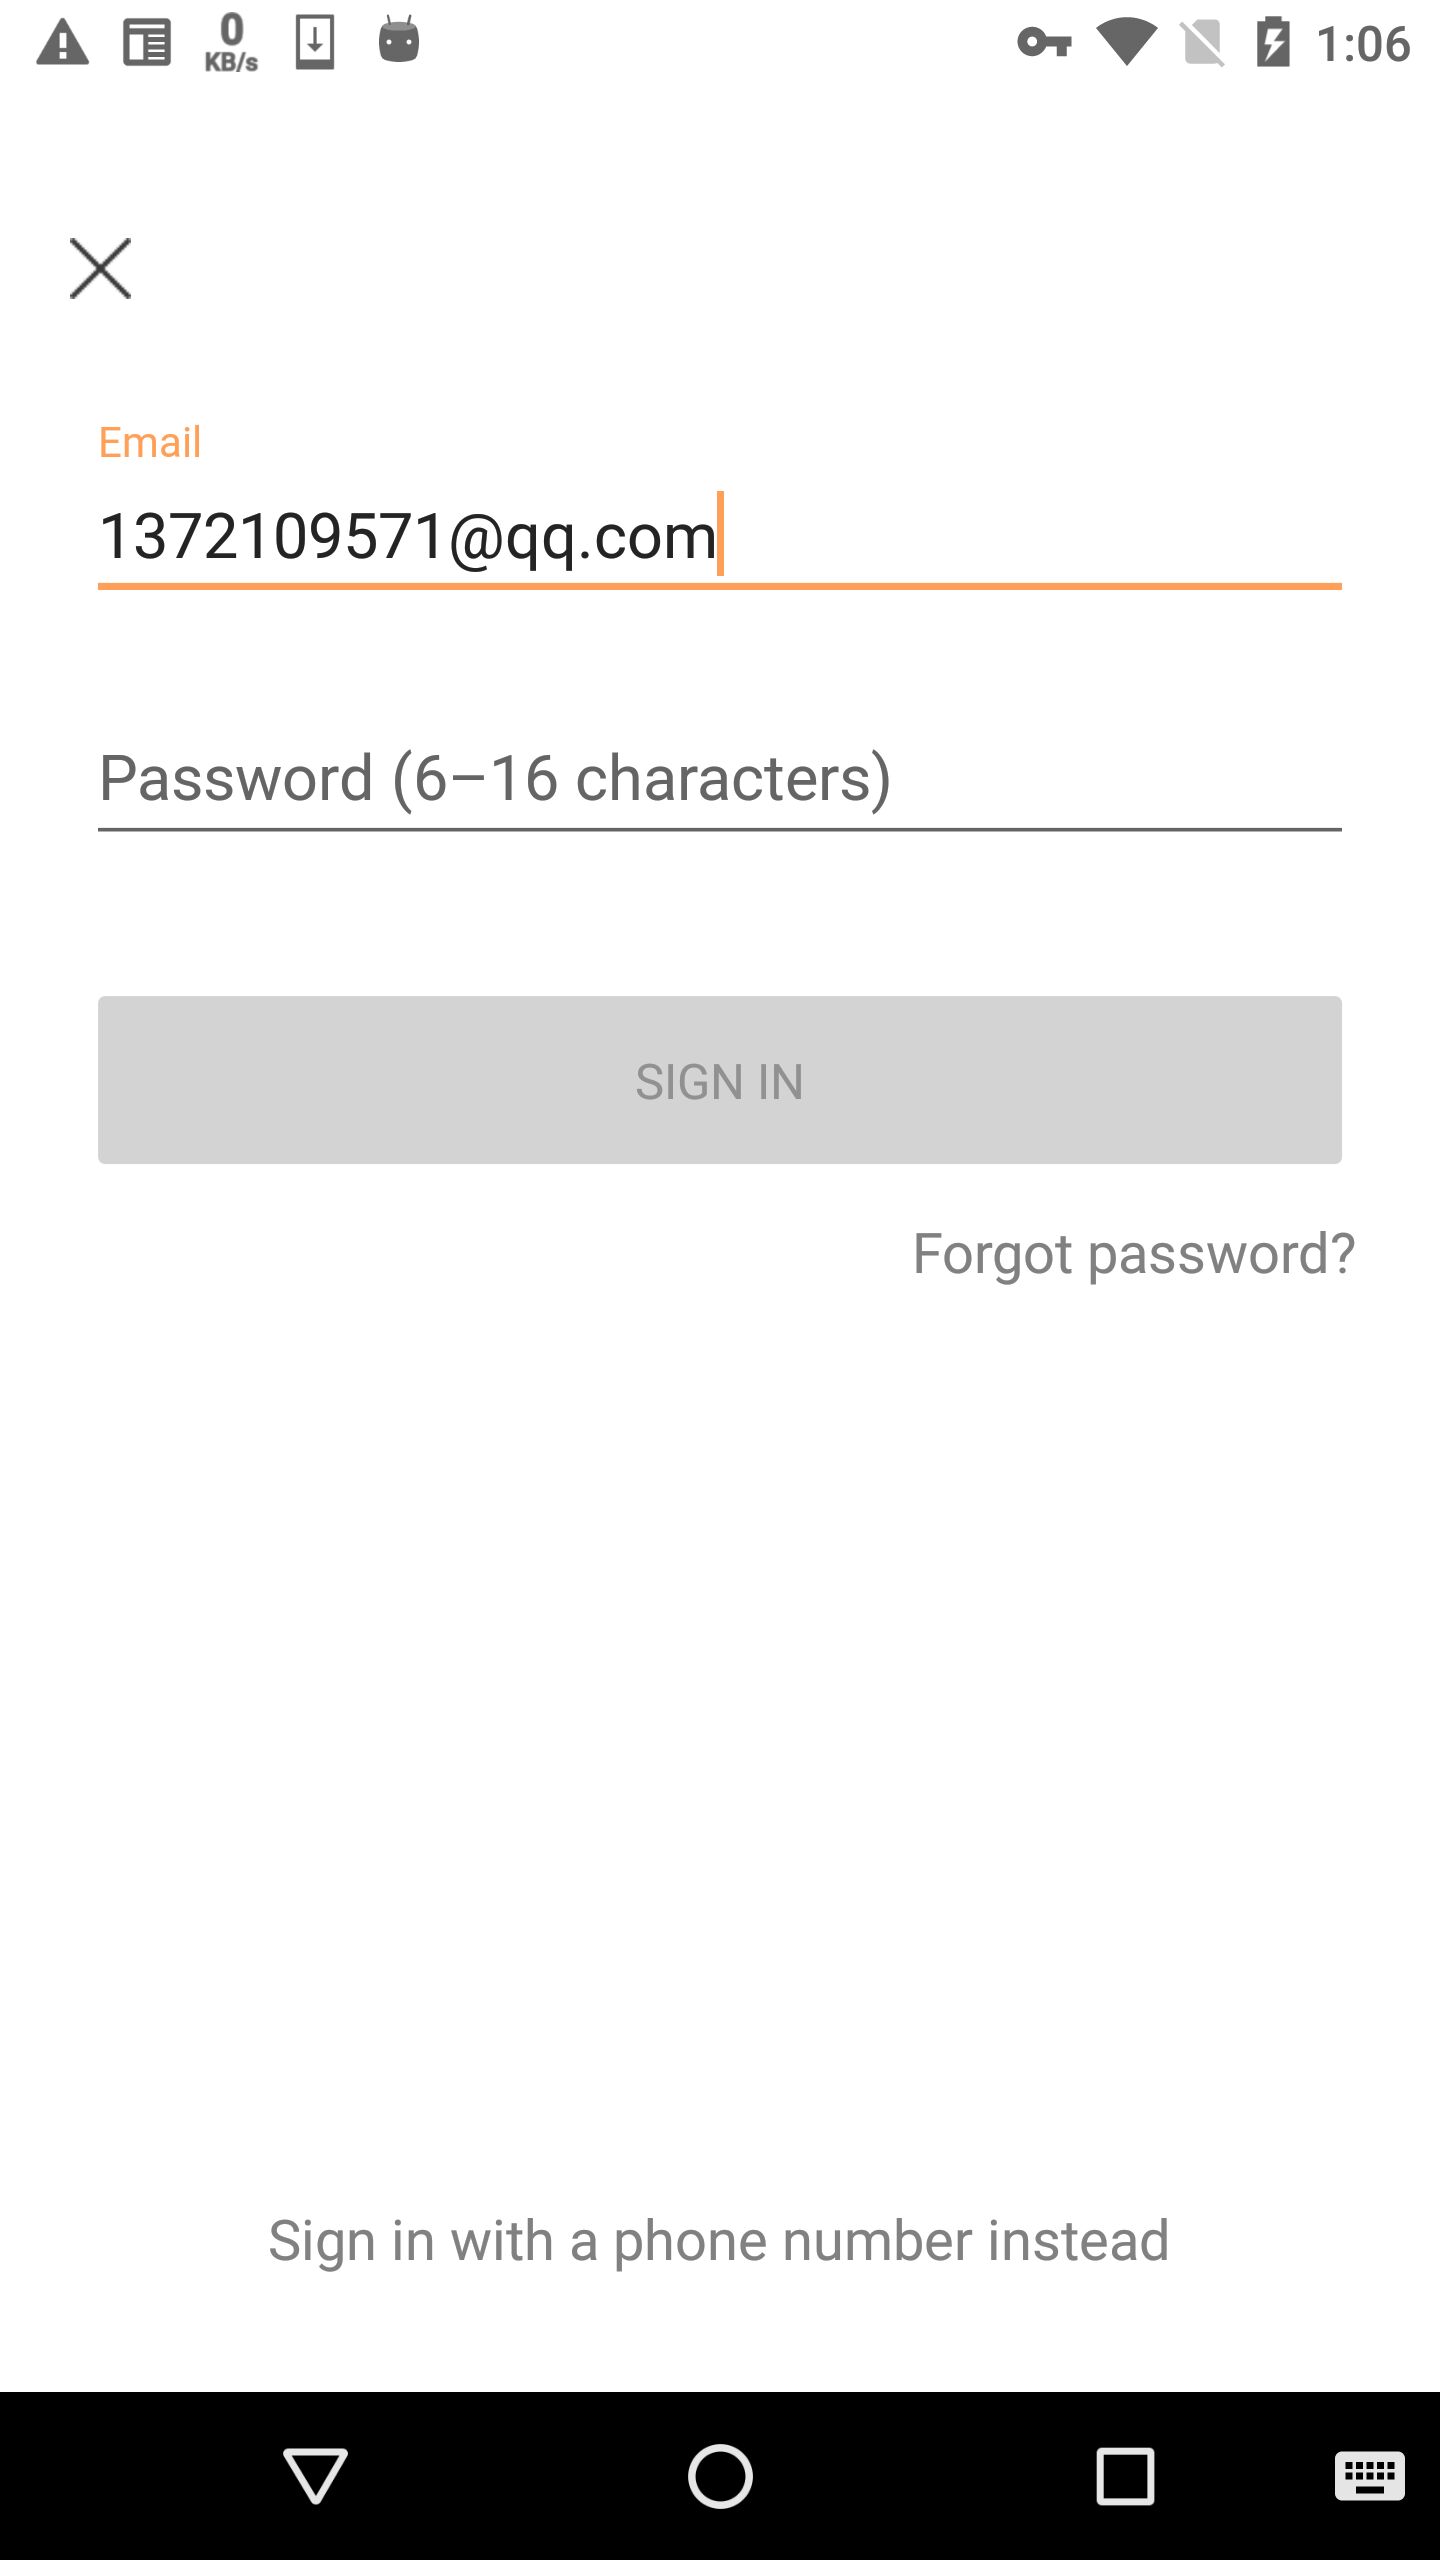 0
KB/s
1:06
Email
1372109571@qq.com
Password (6–16 characters)
SIGN IN
Forgot password?
Sign in with a phone number instead